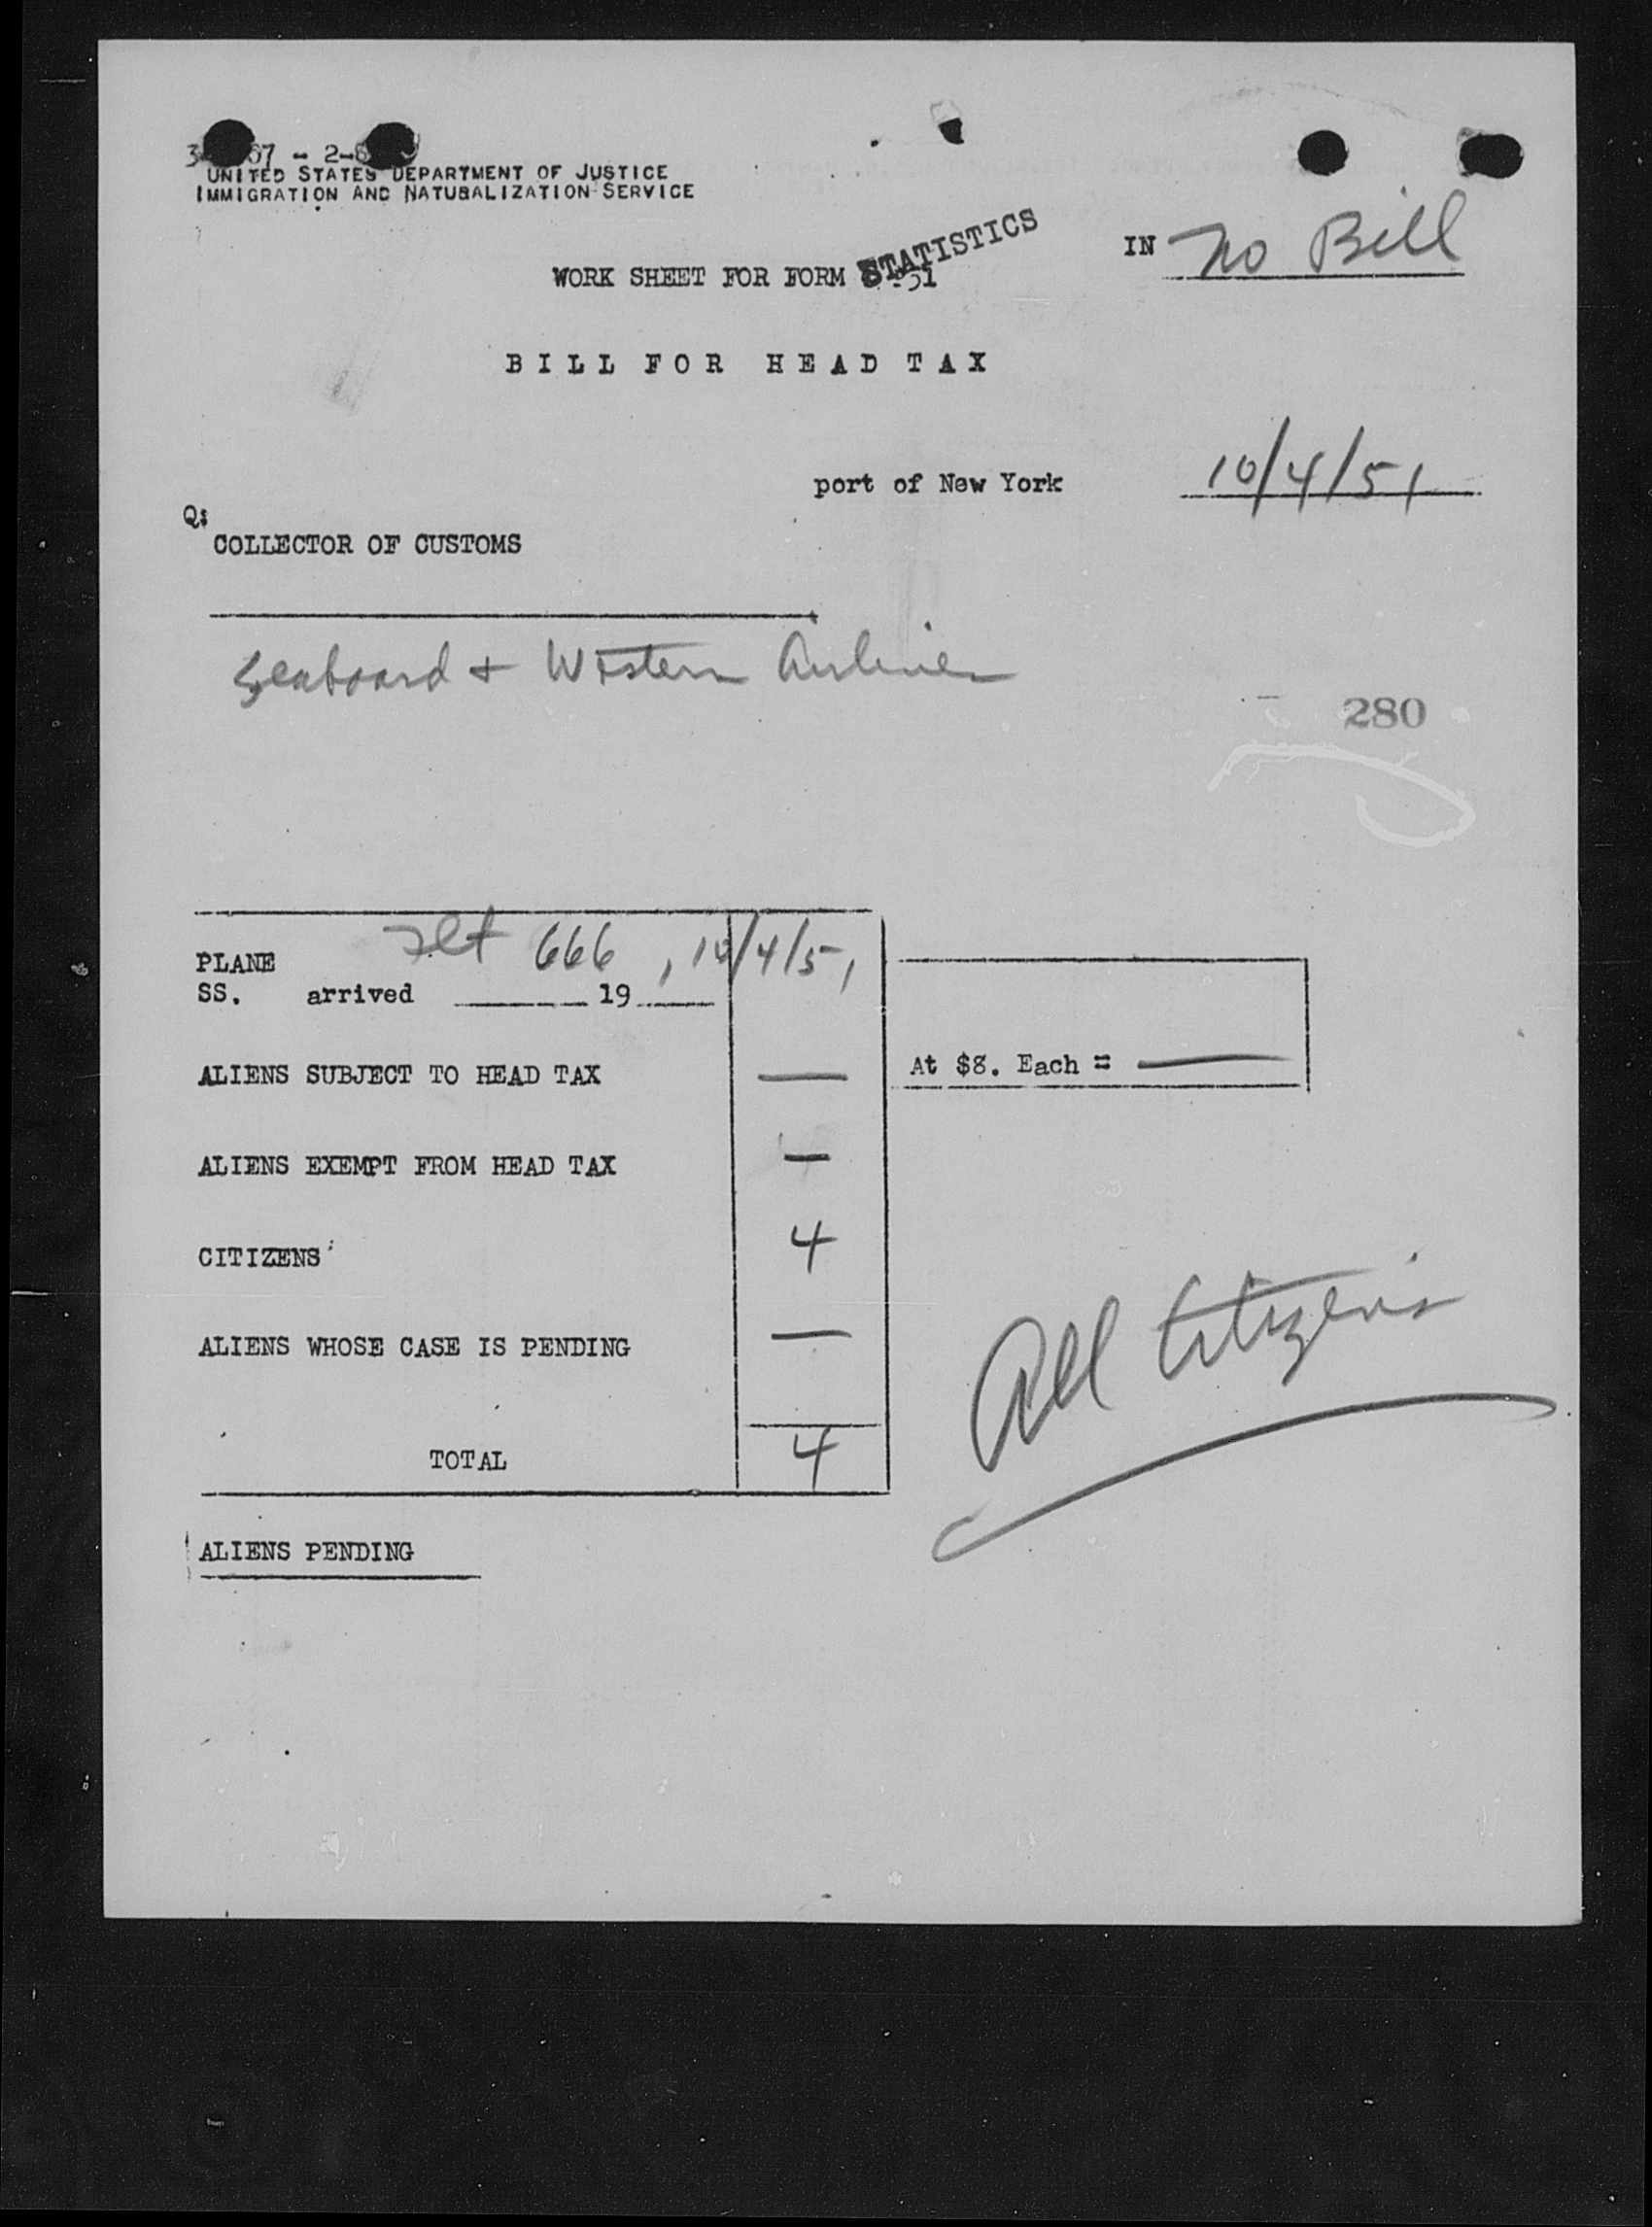 67 - 2-
UNITED STATES DEPARTMENT OF JUSTICE
IMMIGRATION AND NATURALIZATION SERVICE
STATISTICS
IN No Bill
WORK SHEET FOR FORM
BILL FOR HEAD TAX
port of New York 10/4/51
Q:
COLLECTOR OF CUSTOMS
Seaboard + Western Airlines
280
PLANE flt 666, 10/4/51
SS. arrived 19
ALIENS SUBJECT TO HEAD TAX —
At $8. Each = —
ALIENS EXEMPT FROM HEAD TAX —
CITIZENS 4
ALIENS WHOSE CASE IS PENDING —
All Citizens
TOTAL 4
ALIENS PENDING